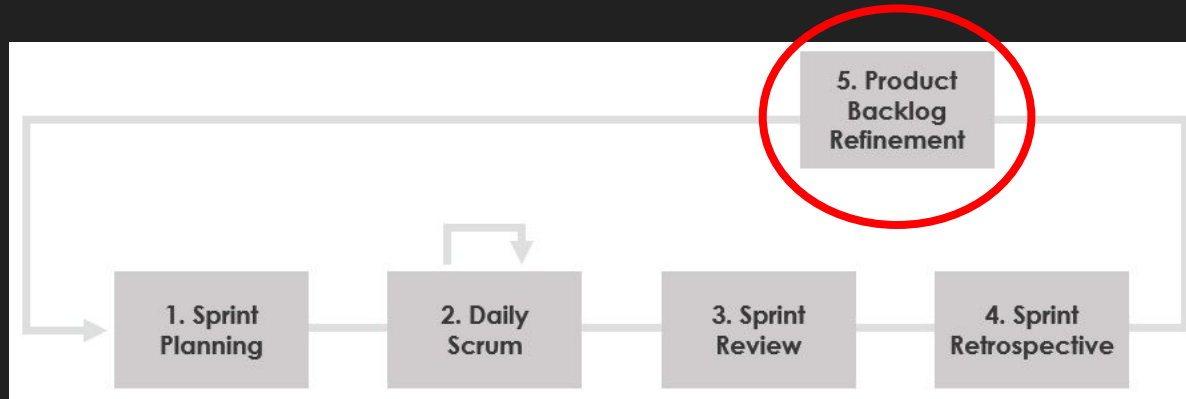 5. Product
Backlog
Refinement
1. Sprint
Planning
2. Daily
Scrum
3. Sprint
Review
4. Sprint
Retrospective